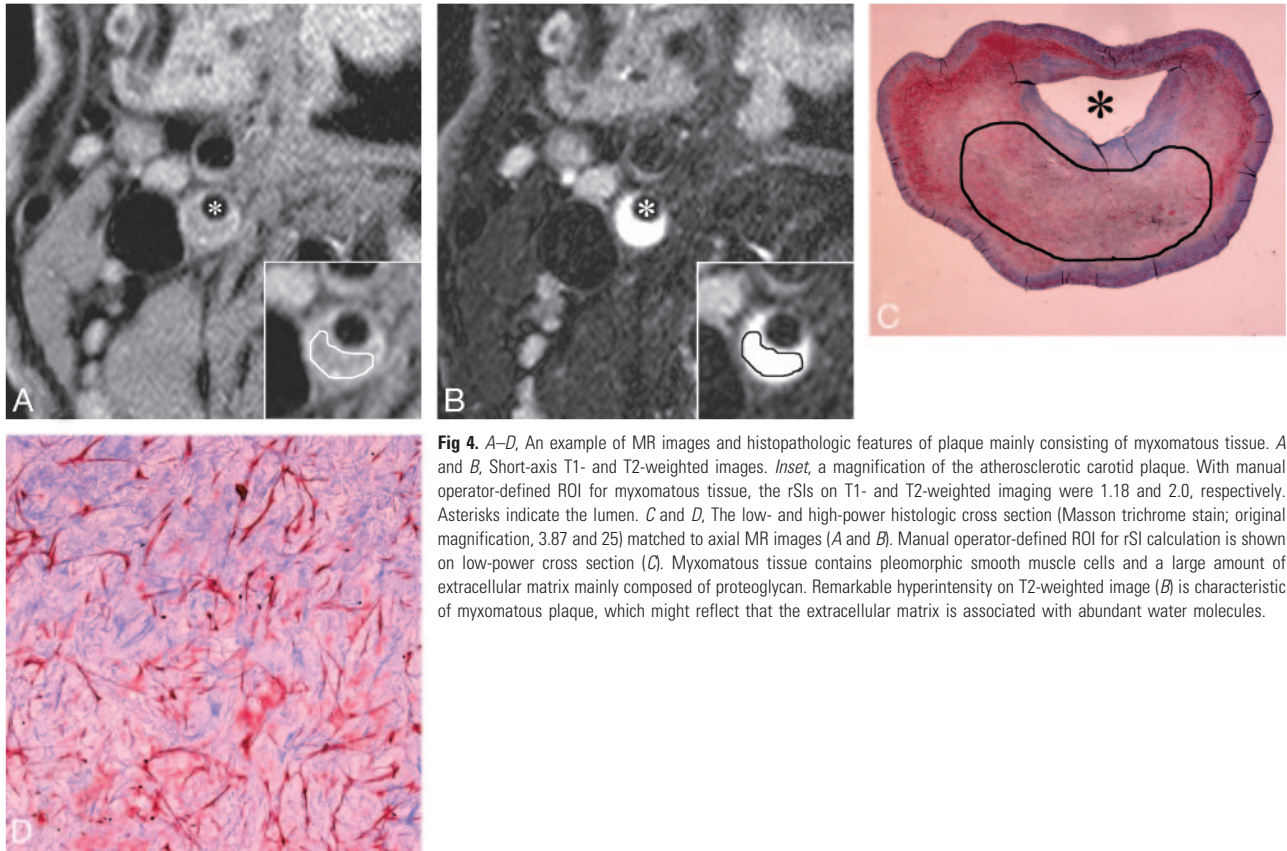 A
*
B
*
C
*
D
Fig 4. A–D, An example of MR images and histopathologic features of plaque mainly consisting of myxomatous tissue. A
and B, Short-axis T1- and T2-weighted images. Inset, a magnification of the atherosclerotic carotid plaque. With manual
operator-defined ROI for myxomatous tissue, the rSIs on T1- and T2-weighted imaging were 1.18 and 2.0, respectively.
Asterisks indicate the lumen. C and D, The low- and high-power histologic cross section (Masson trichrome stain; original
magnification, 3.87 and 25) matched to axial MR images (A and B). Manual operator-defined ROI for rSI calculation is shown
on low-power cross section (C). Myxomatous tissue contains pleomorphic smooth muscle cells and a large amount of
extracellular matrix mainly composed of proteoglycan. Remarkable hyperintensity on T2-weighted image (B) is characteristic
of myxomatous plaque, which might reflect that the extracellular matrix is associated with abundant water molecules.